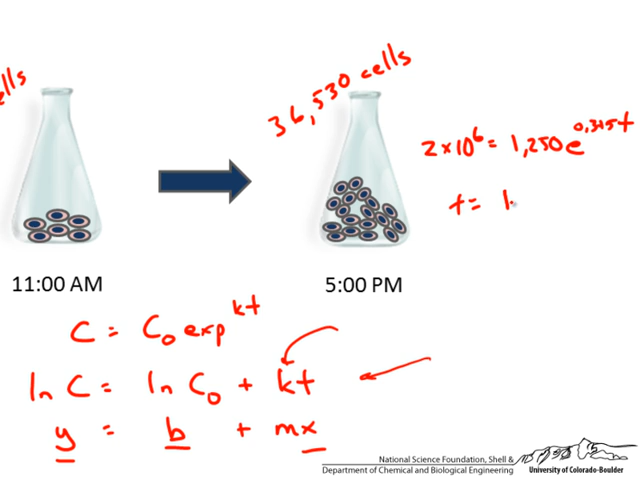 cells
36,530 cells
2×10⁶ = 1,250e^0.345t
t = 1.
11:00 AM
5:00 PM
C = C₀ exp^kt
ln C = ln C₀ + kt
y = b + mx
National Science Foundation, Shell &
Department of Chemical and Biological Engineering
University of Colorado-Boulder